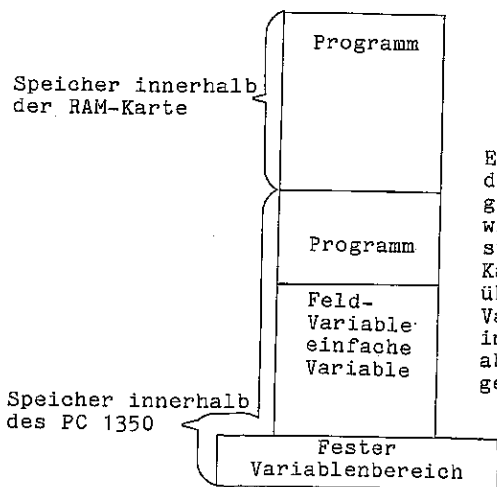 Programm
Speicher innerhalb
der RAM-Karte
Programm
Feld-
Variable
einfache
Variable
Speicher innerhalb
des PC 1350
Fester
Variablenbereich